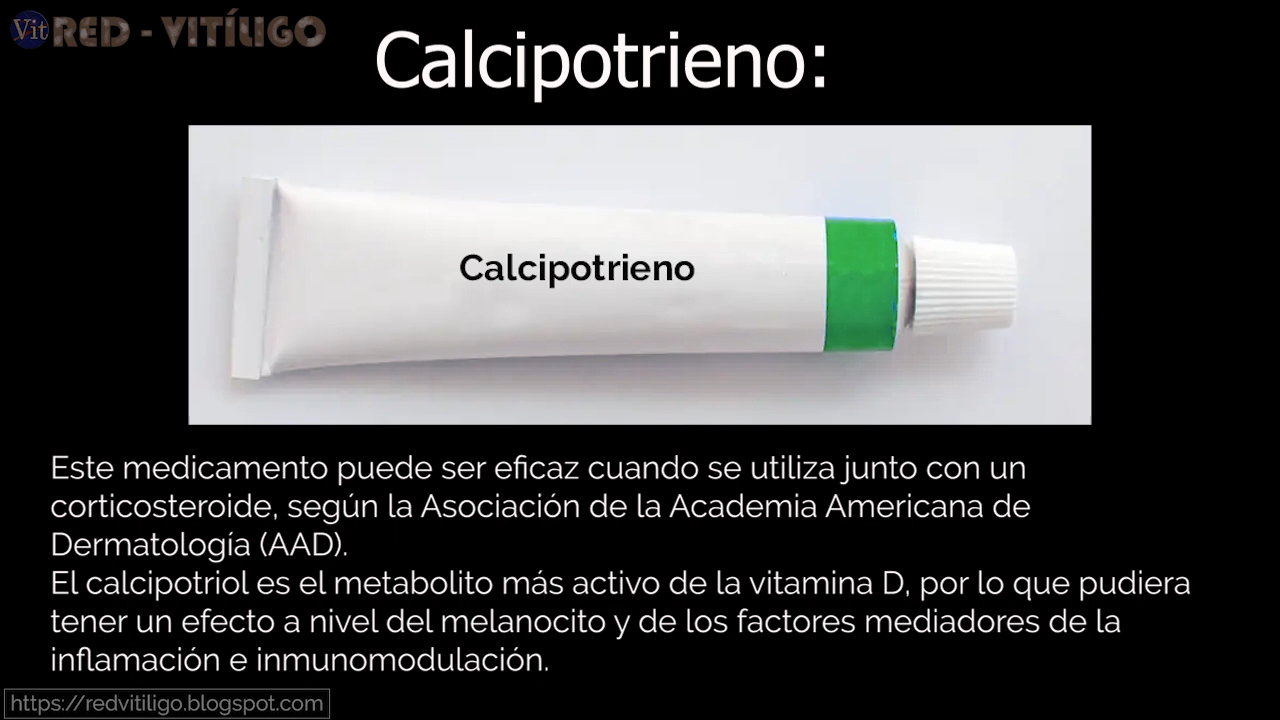 Vit RED - VITÍLIGO
Calcipotrieno:
Calcipotrieno
Este medicamento puede ser eficaz cuando se utiliza junto con un
corticosteroide, según la Asociación de la Academia Americana de
Dermatología (AAD).
El calcipotriol es el metabolito más activo de la vitamina D, por lo que pudiera
tener un efecto a nivel del melanocito y de los factores mediadores de la
inflamación e inmunomodulación.
https://redvitiligo.blogspot.com